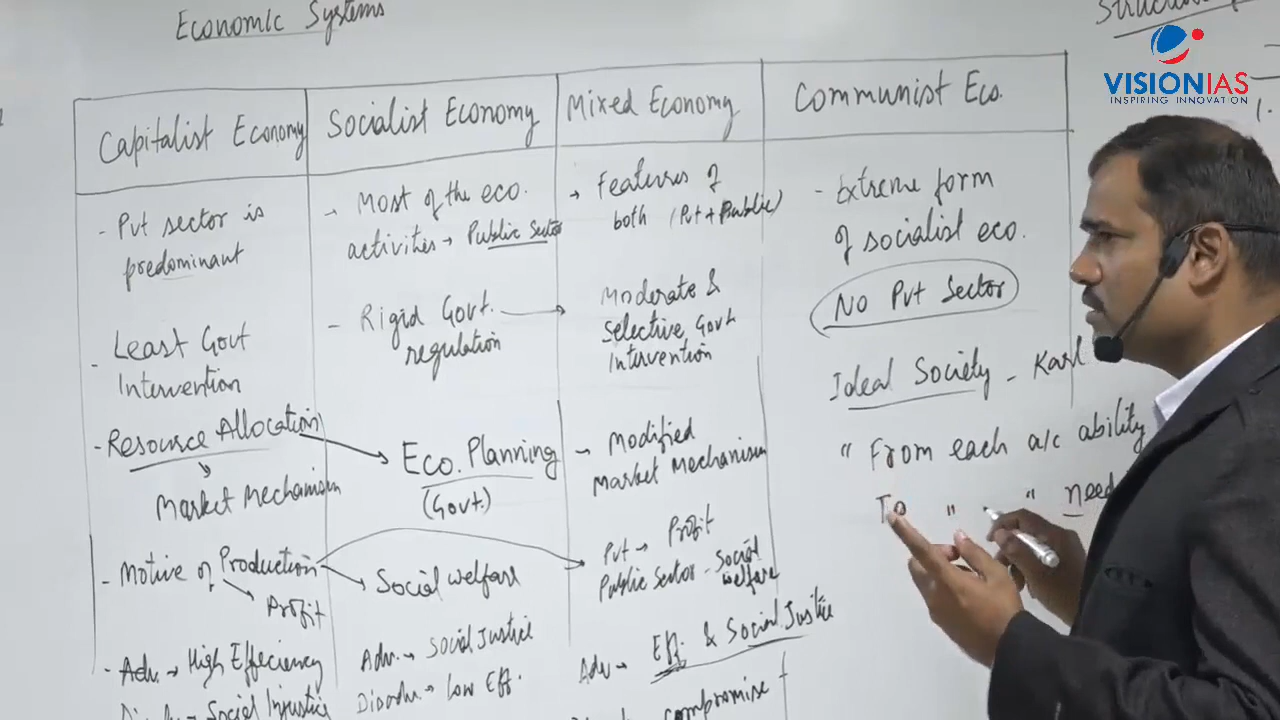 Economic Systems
VISIONIAS
INSPIRING INNOVATION
1.
Capitalist Economy
- Pvt sector is
predominant
- Least Govt
Intervention
- Resource Allocation
Market Mechanism
- Motive of Production
Profit
- Adv. → High Effeciency
Social Injustice
Socialist Economy
- Most of the eco.
activities → Public Sector
- Rigid Govt.
regulation
Eco. Planning
(Govt.)
Social welfare
Adv. → Social Justice
Disadv. → Low Eff.
Mixed Economy
→ Features of
both (Pvt + Public)
Moderate &
Selective Govt
Intervention
- Modified
Market Mechanism
Pvt → Profit
Public Sector - Social
welfare
Adv → Eff. & Social Justice
compromise
Communist Eco.
- Extreme form
of socialist eco.
No Pvt Sector
Ideal Society - Karl
" From each a/c ability
To " " need